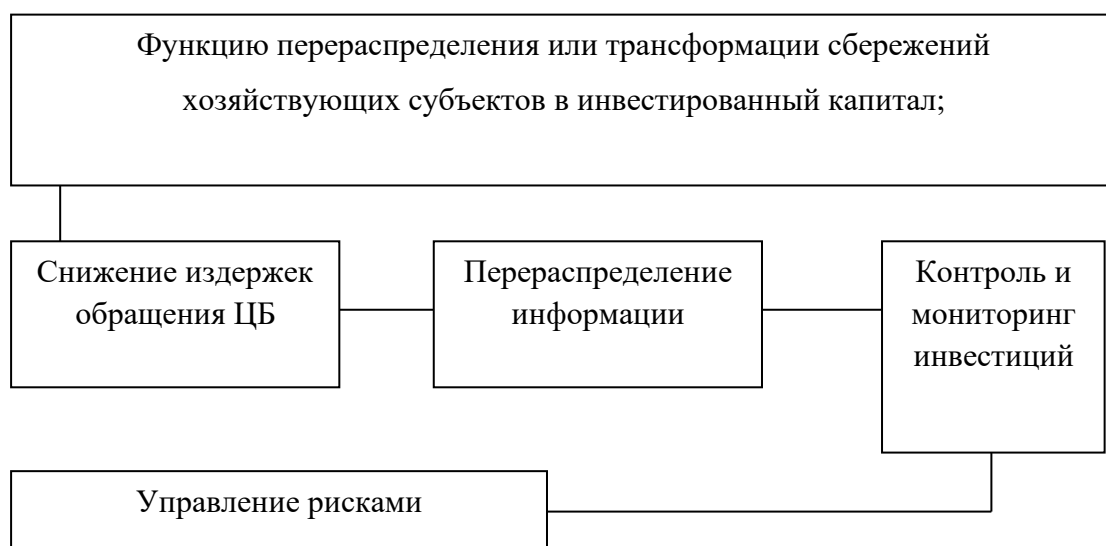 Функцию перераспределения или трансформации сбережений
хозяйствующих субъектов в инвестированный капитал;
Снижение издержек
обращения ЦБ
Перераспределение
информации
Контроль и
мониторинг
инвестиций
Управление рисками